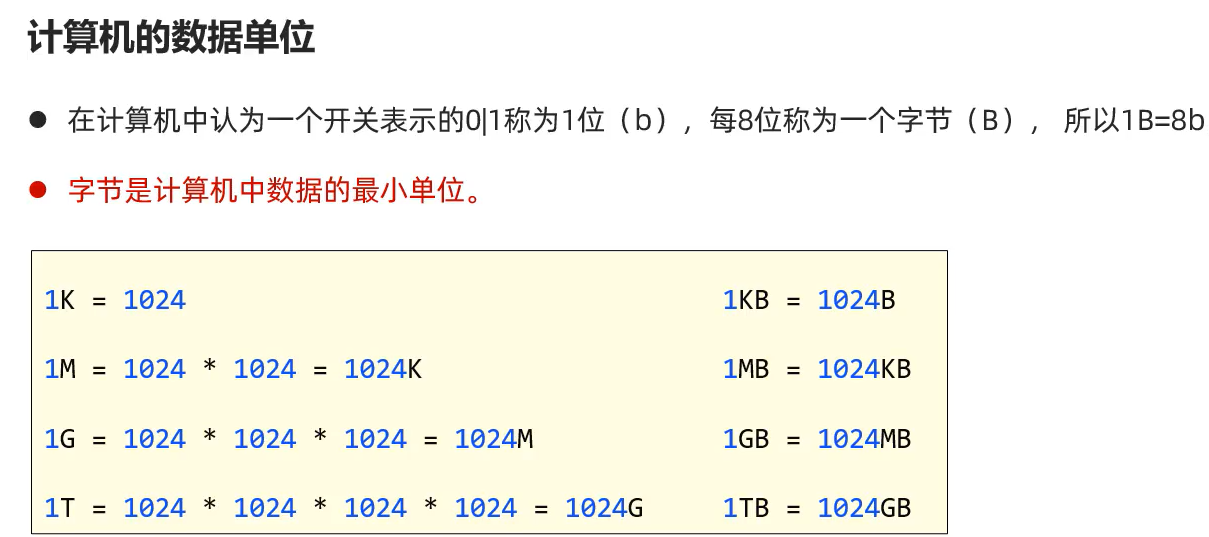 计算机的数据单位
● 在计算机中认为一个开关表示的0|1称为1位（b），每8位称为一个字节（B）， 所以1B=8b
● 字节是计算机中数据的最小单位。
1K = 1024 1KB = 1024B
1M = 1024 * 1024 = 1024K 1MB = 1024KB
1G = 1024 * 1024 * 1024 = 1024M 1GB = 1024MB
1T = 1024 * 1024 * 1024 * 1024 = 1024G 1TB = 1024GB